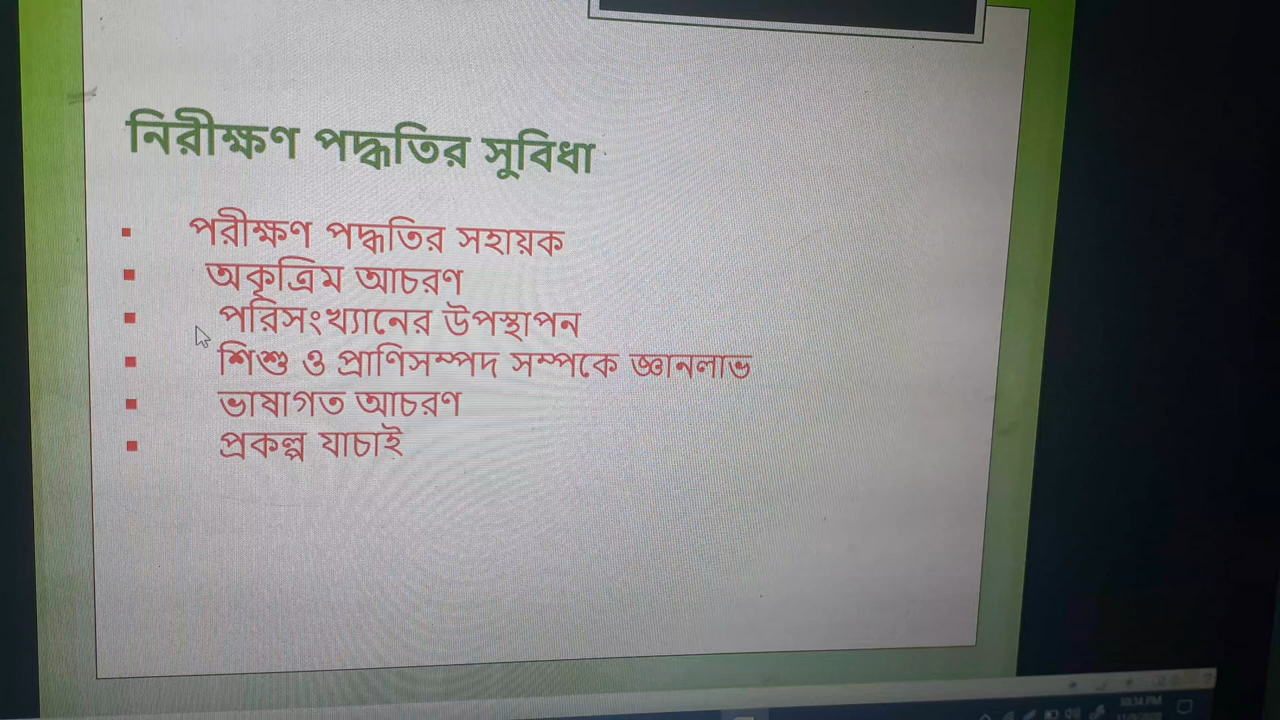 নিরীক্ষণ পদ্ধতির সুবিধা
▪ পরীক্ষণ পদ্ধতির সহায়ক
▪ অকৃত্রিম আচরণ
▪ পরিসংখ্যানের উপস্থাপন
▪ শিশু ও প্রাণিসম্পদ সম্পকে জ্ঞানলাভ
▪ ভাষাগত আচরণ
▪ প্রকল্প যাচাই